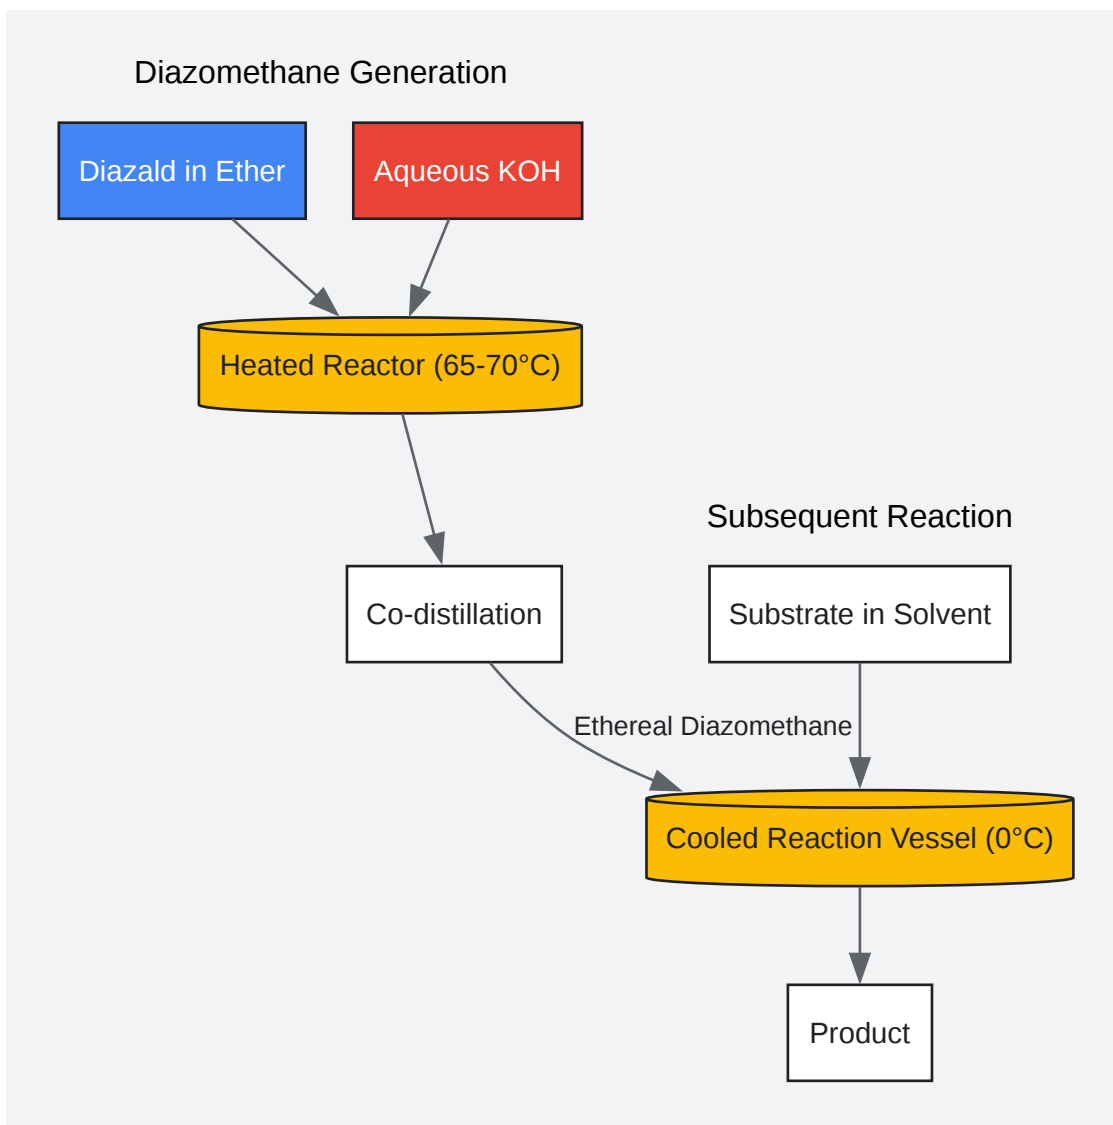 Diazomethane Generation
Diazald in Ether
Aqueous KOH
Heated Reactor (65-70°C)
Subsequent Reaction
Co-distillation
Substrate in Solvent
Ethereal Diazomethane
Cooled Reaction Vessel (0°C)
Product